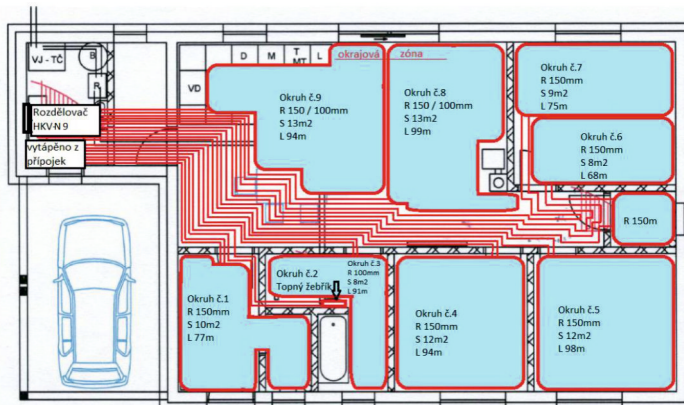 VJ - TČ
B
R
D
M
T
MT
L
okrajová zóna
VD
Rozdělovač
HKV-N 9
vytápěno z
přípojek
Okruh č.9
R 150 / 100mm
S 13m2
L 94m
Okruh č.8
R 150 / 100mm
S 13m2
L 99m
Okruh č.7
R 150mm
S 9m2
L 75m
Okruh č.6
R 150mm
S 8m2
L 68m
R 150m
Okruh č.1
R 150mm
S 10m2
L 77m
Okruh č.2
Topný žebřík
Okruh č.3
R 100mm
S 8m2
L 91m
Okruh č.4
R 150mm
S 12m2
L 94m
Okruh č.5
R 150mm
S 12m2
L 98m